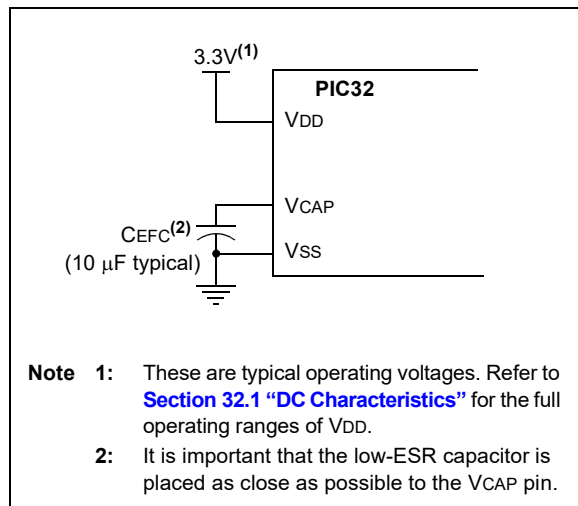 3.3V(1)
PIC32
VDD
VCAP
CEFC(2)
(10 μF typical)
VSS
Note 1: These are typical operating voltages. Refer to
Section 32.1 “DC Characteristics” for the full
operating ranges of VDD.
2: It is important that the low-ESR capacitor is
placed as close as possible to the VCAP pin.